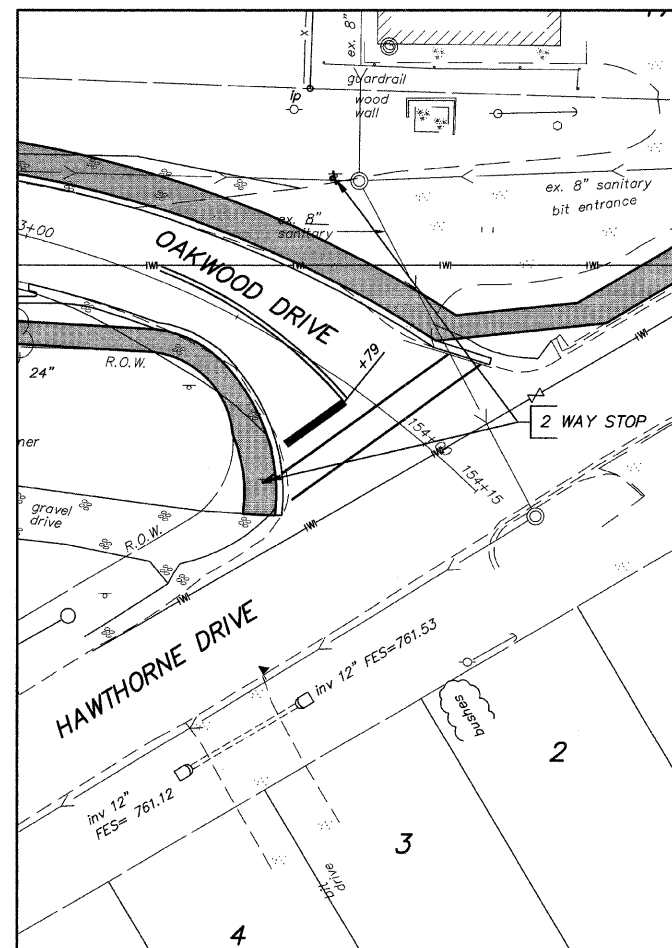 ex. 8"
guardrail
ip
wood
wall
ex. 8" sanitary
bit entrance
ex. 8"
sanitary
3+00
OAKWOOD DRIVE
W
W
W
W
R.O.W.
24"
+79
2 WAY STOP
ner
154+00
W
154+15
gravel
drive
R.O.W.
W
W
HAWTHORNE DRIVE
inv 12" FES=761.53
bushes
2
inv 12"
FES= 761.12
3
bit
drive
4